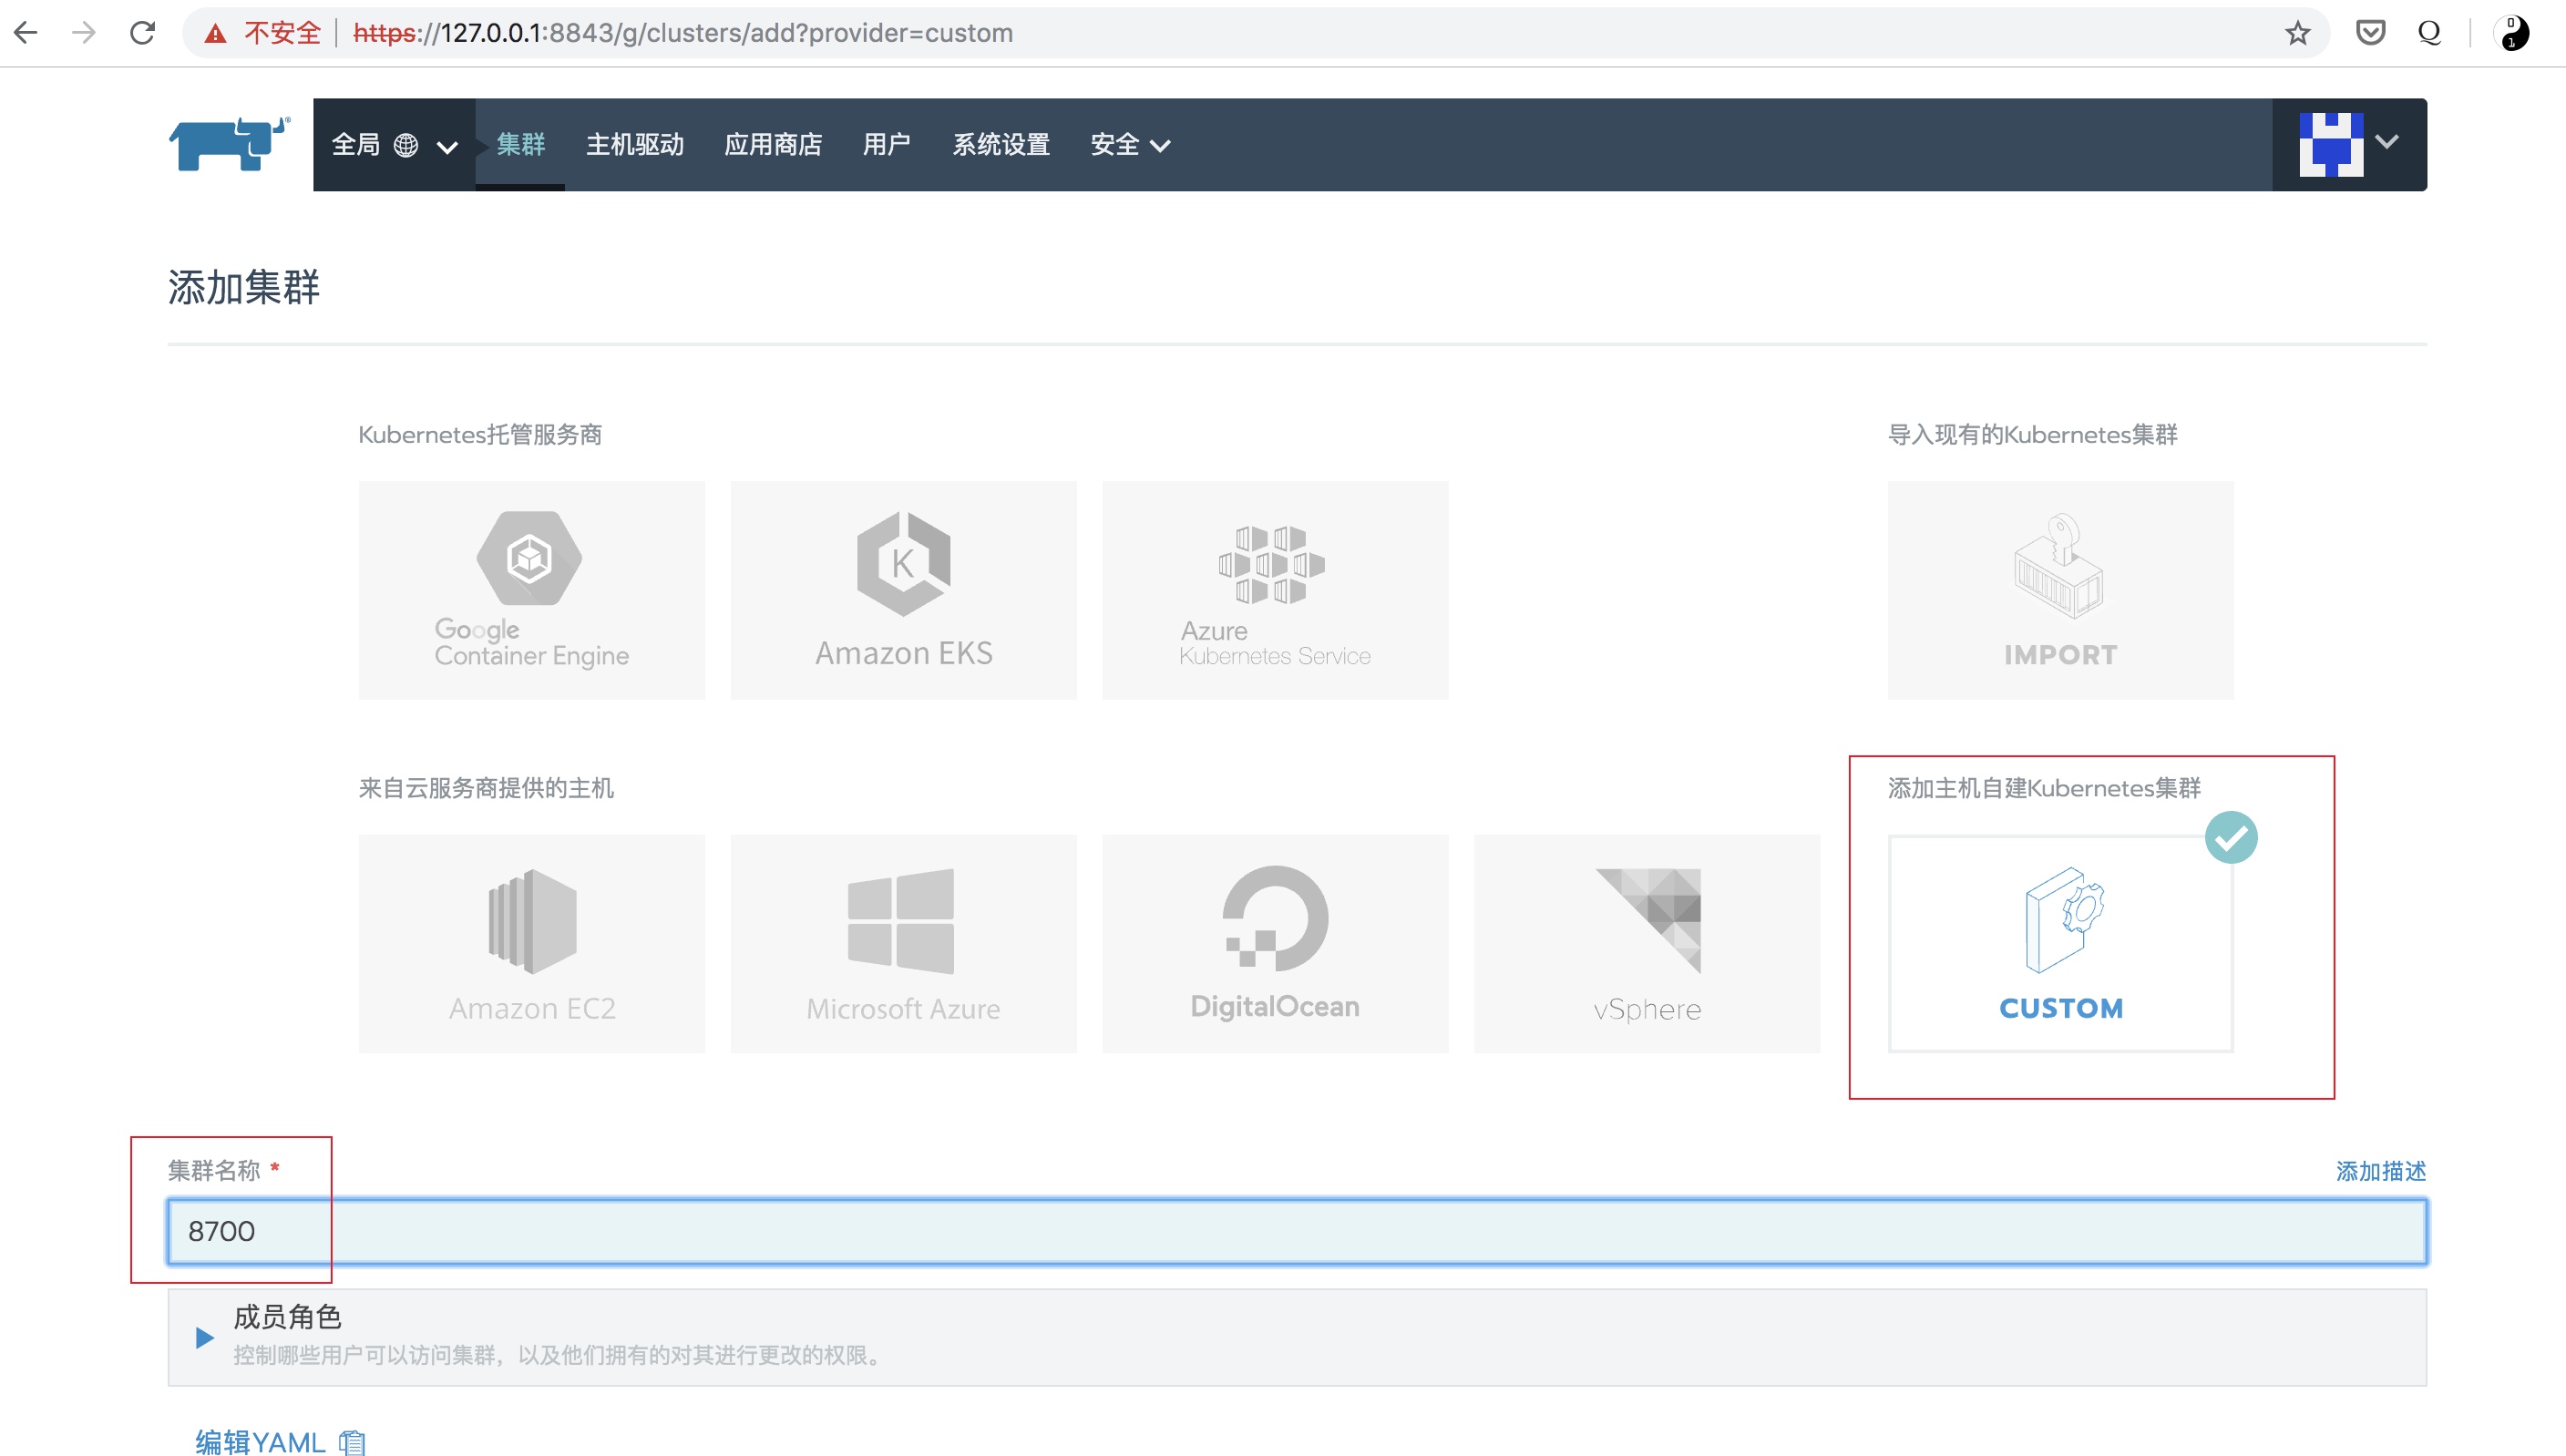 不安全 https://127.0.0.1:8843/g/clusters/add?provider=custom
全局 集群 主机驱动 应用商店 用户 系统设置 安全
添加集群
Kubernetes托管服务商
导入现有的Kubernetes集群
Google
Container Engine
Amazon EKS
Azure
Kubernetes Service
IMPORT
来自云服务商提供的主机
添加主机自建Kubernetes集群
Amazon EC2
Microsoft Azure
DigitalOcean
vSphere
CUSTOM
集群名称 *
添加描述
8700
成员角色
控制哪些用户可以访问集群，以及他们拥有的对其进行更改的权限。
编辑YAML